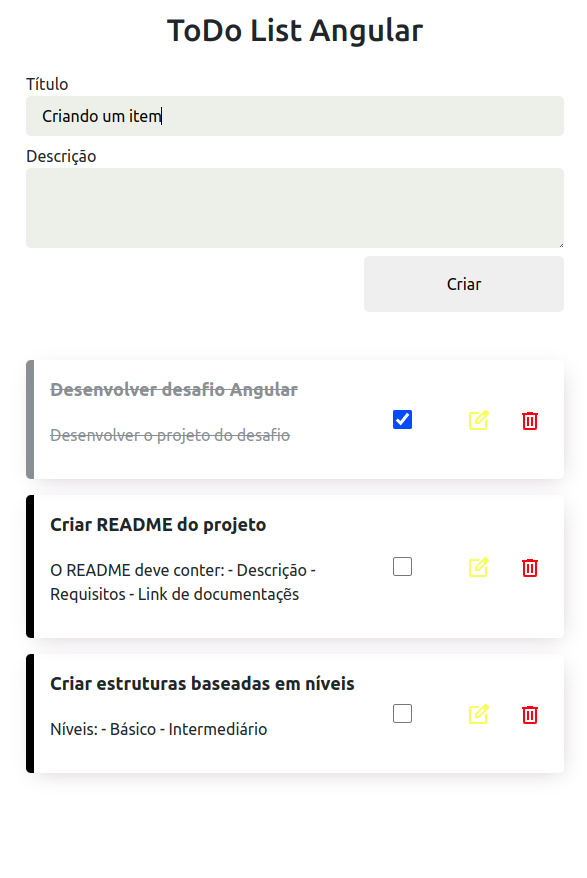 ToDo List Angular
Título
Criando um item
Descrição
Criar
Desenvolver desafio Angular
Desenvolver o projeto do desafio
Criar README do projeto
O README deve conter: - Descrição -
Requisitos - Link de documentaçẽs
Criar estruturas baseadas em níveis
Níveis: - Básico - Intermediário